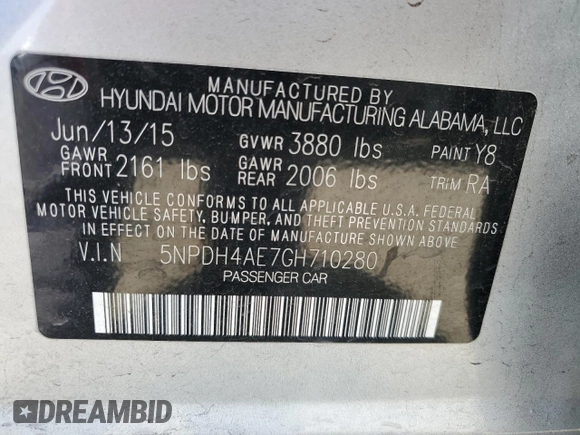 MANUFACTURED BY
HYUNDAI MOTOR MANUFACTURING ALABAMA, LLC
Jun/13/15 GVWR 3880 lbs PAINT Y8
GAWR FRONT 2161 lbs GAWR REAR 2006 lbs TRIM RA
THIS VEHICLE CONFORMS TO ALL APPLICABLE U.S.A. FEDERAL
MOTOR VEHICLE SAFETY, BUMPER, AND THEFT PREVENTION STANDARDS
IN EFFECT ON THE DATE OF MANUFACTURE SHOWN ABOVE.
V.I.N 5NPDH4AE7GH710280
PASSENGER CAR
DREAMBID